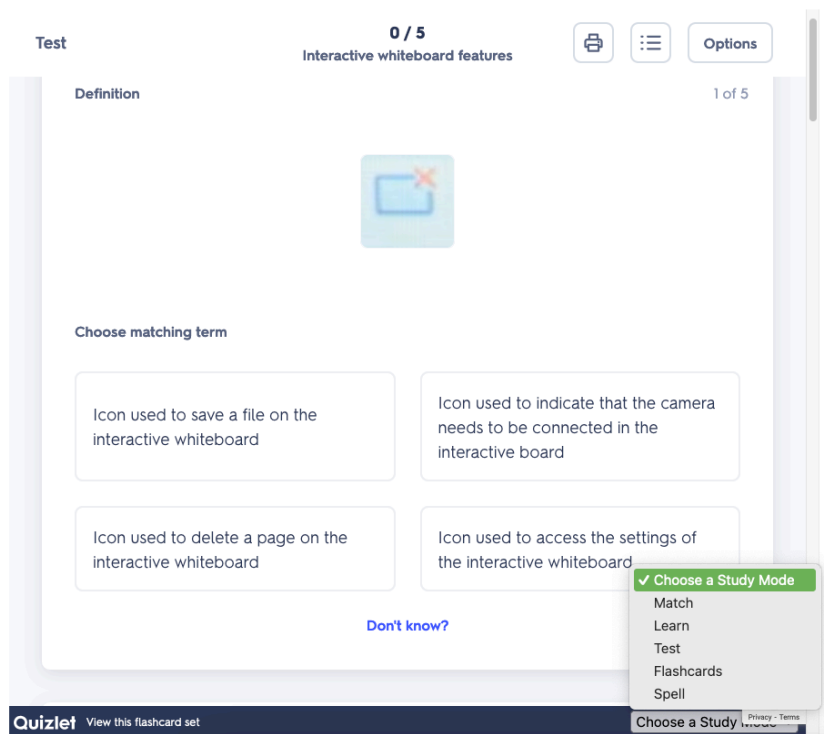 Test
0 / 5
Interactive whiteboard features
Options
Definition
1 of 5
Choose matching term
Icon used to save a file on the
interactive whiteboard
Icon used to indicate that the camera
needs to be connected in the
interactive board
Icon used to delete a page on the
interactive whiteboard
Icon used to access the settings of
the interactive whiteboard
Don't know?
✓ Choose a Study Mode
Match
Learn
Test
Flashcards
Spell
Quizlet View this flashcard set
Choose a Study
Privacy - Terms